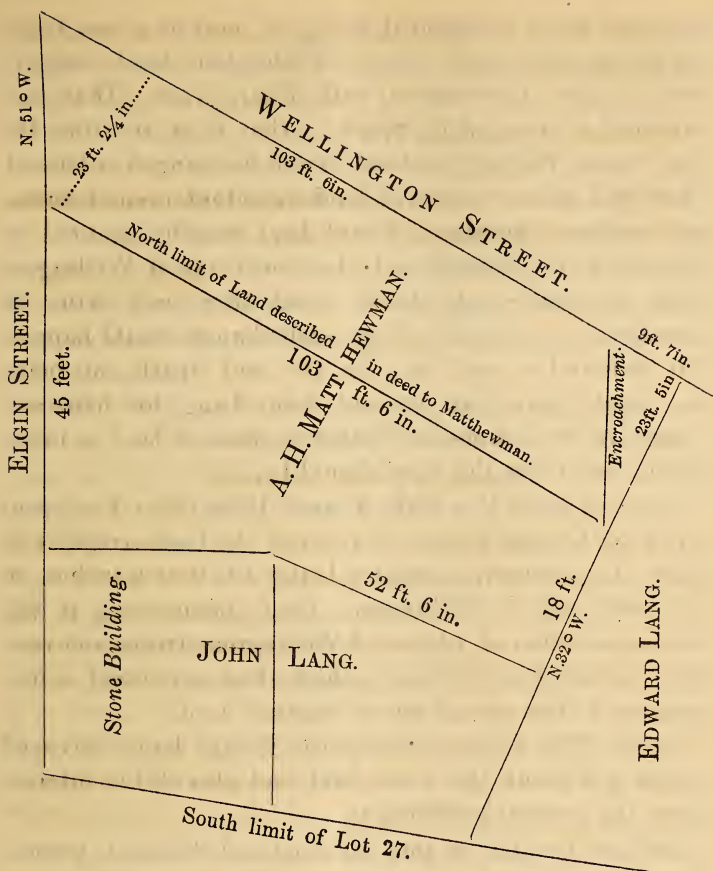 N. 51° W.
23 ft. 2¼ in.
WELLINGTON STREET.
103 ft. 6in.
North limit of Land described in deed to Matthewman.
103 ft. 6 in.
A. H. MATT HEWMAN.
9ft. 7in.
Encroachment.
23ft. 5in
ELGIN STREET.
45 feet.
52 ft. 6 in.
18 ft.
N.32° W.
Stone Building.
JOHN LANG.
EDWARD LANG.
South limit of Lot 27.